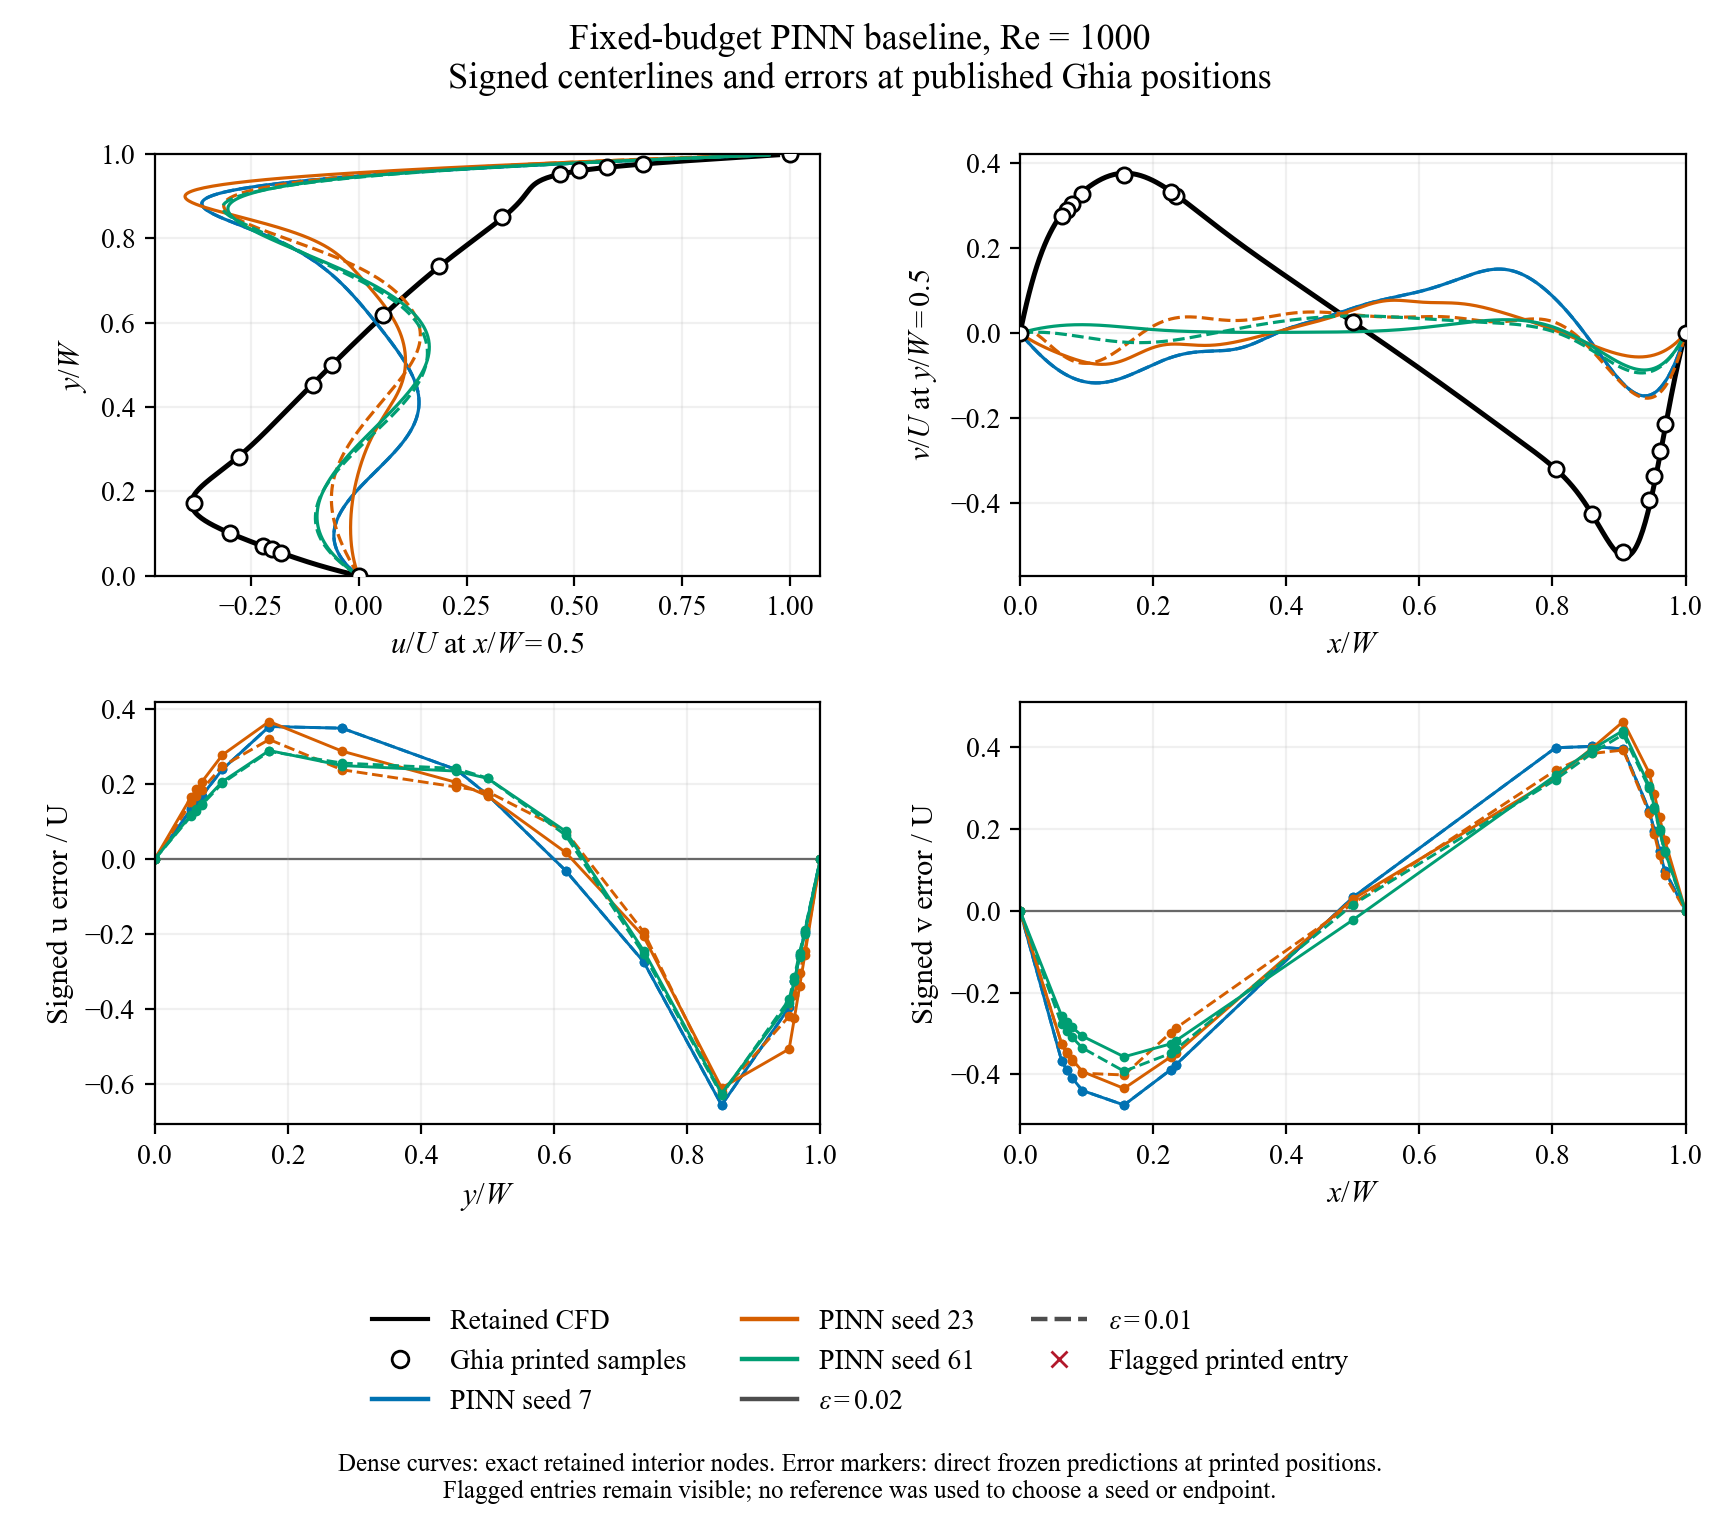 Fixed-budget PINN baseline, Re = 1000
Signed centerlines and errors at published Ghia positions
1.0
0.8
0.6
0.4
0.2
0.0
y/W
−0.25 0.00 0.25 0.50 0.75 1.00
u/U at x/W=0.5
0.4
0.2
0.0
−0.2
−0.4
v/U at y/W=0.5
0.0 0.2 0.4 0.6 0.8 1.0
x/W
0.4
0.2
0.0
−0.2
−0.4
−0.6
Signed u error / U
0.0 0.2 0.4 0.6 0.8 1.0
y/W
0.4
0.2
0.0
−0.2
−0.4
Signed v error / U
0.0 0.2 0.4 0.6 0.8 1.0
x/W
Retained CFD
Ghia printed samples
PINN seed 7
PINN seed 23
PINN seed 61
ε=0.02
ε=0.01
Flagged printed entry
Dense curves: exact retained interior nodes. Error markers: direct frozen predictions at printed positions.
Flagged entries remain visible; no reference was used to choose a seed or endpoint.